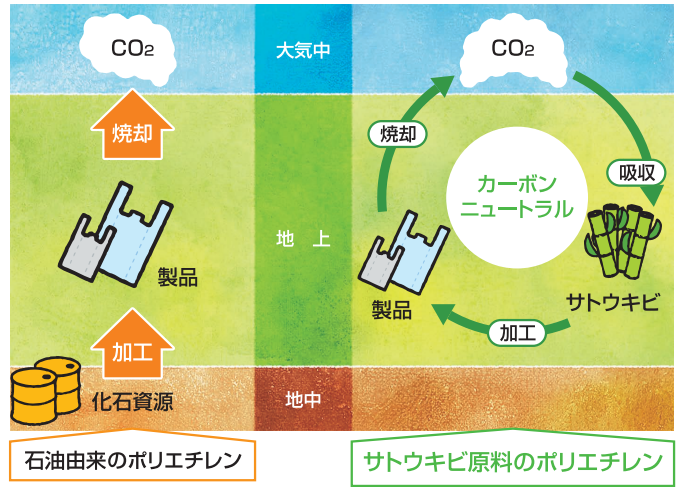 CO2
焼却
製品
加工
化石資源
石油由来のポリエチレン
大気中
地 上
地中
CO2
焼却
吸収
カーボン
ニュートラル
製品
サトウキビ
加工
サトウキビ原料のポリエチレン